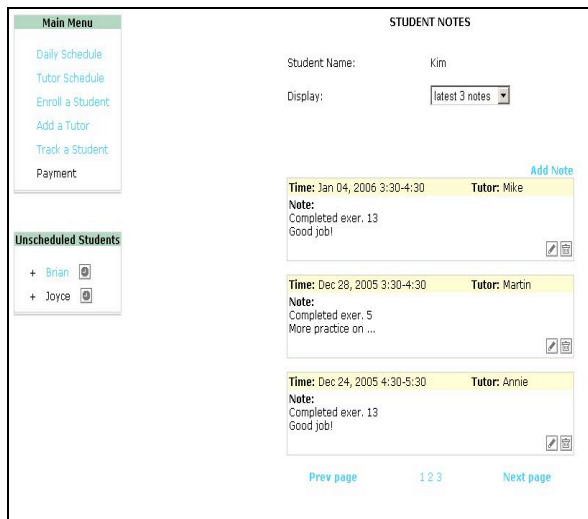 Main Menu
Daily Schedule
Tutor Schedule
Enroll a Student
Add a Tutor
Track a Student
Payment
Unscheduled Students
+ Brian
+ Joyce
STUDENT NOTES
Student Name: Kim
Display: latest 3 notes
Add Note
Time: Jan 04, 2006 3:30-4:30 Tutor: Mike
Note:
Completed exer. 13
Good job!
Time: Dec 28, 2005 3:30-4:30 Tutor: Martin
Note:
Completed exer. 5
More practice on ...
Time: Dec 24, 2005 4:30-5:30 Tutor: Annie
Note:
Completed exer. 13
Good job!
Prev page 1 2 3 Next page